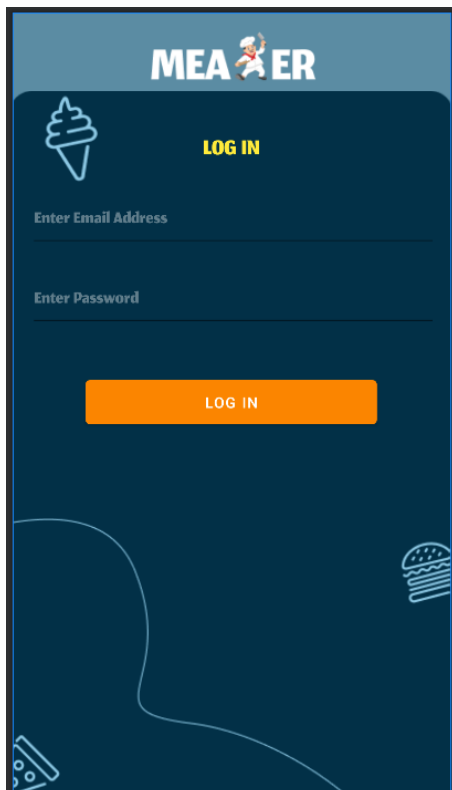 MEA ER
LOG IN
Enter Email Address
Enter Password
LOG IN